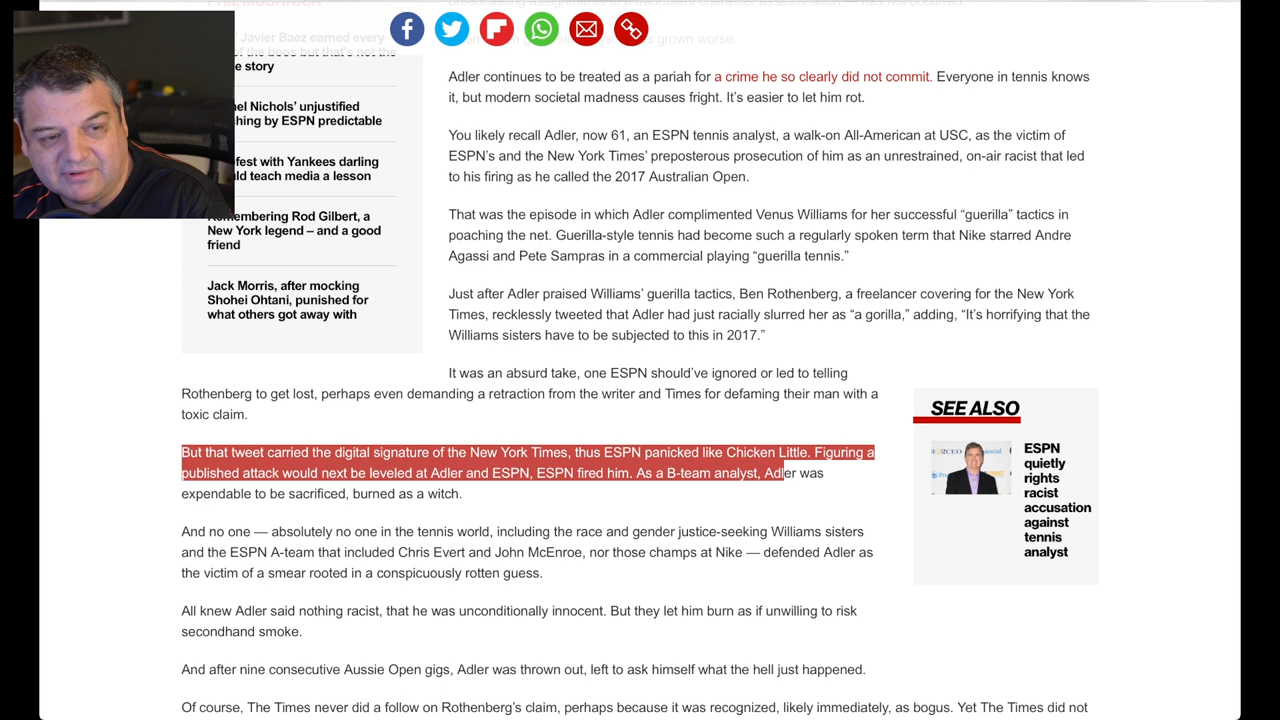 Javier Baez earned every
of the boos but that's not the
e story
el Nichols' unjustified
ching by ESPN predictable
fest with Yankees darling
ld teach media a lesson
Remembering Rod Gilbert, a
New York legend – and a good
friend
Jack Morris, after mocking
Shohei Ohtani, punished for
what others got away with
grown worse.
Adler continues to be treated as a pariah for a crime he so clearly did not commit. Everyone in tennis knows
it, but modern societal madness causes fright. It's easier to let him rot.
You likely recall Adler, now 61, an ESPN tennis analyst, a walk-on All-American at USC, as the victim of
ESPN's and the New York Times' preposterous prosecution of him as an unrestrained, on-air racist that led
to his firing as he called the 2017 Australian Open.
That was the episode in which Adler complimented Venus Williams for her successful “guerilla” tactics in
poaching the net. Guerilla-style tennis had become such a regularly spoken term that Nike starred Andre
Agassi and Pete Sampras in a commercial playing “guerilla tennis.”
Just after Adler praised Williams' guerilla tactics, Ben Rothenberg, a freelancer covering for the New York
Times, recklessly tweeted that Adler had just racially slurred her as “a gorilla,” adding, “It's horrifying that the
Williams sisters have to be subjected to this in 2017.”
It was an absurd take, one ESPN should've ignored or led to telling
Rothenberg to get lost, perhaps even demanding a retraction from the writer and Times for defaming their man with a
toxic claim.
But that tweet carried the digital signature of the New York Times, thus ESPN panicked like Chicken Little. Figuring a
published attack would next be leveled at Adler and ESPN, ESPN fired him. As a B-team analyst, Adler was
expendable to be sacrificed, burned as a witch.
And no one — absolutely no one in the tennis world, including the race and gender justice-seeking Williams sisters
and the ESPN A-team that included Chris Evert and John McEnroe, nor those champs at Nike — defended Adler as
the victim of a smear rooted in a conspicuously rotten guess.
All knew Adler said nothing racist, that he was unconditionally innocent. But they let him burn as if unwilling to risk
secondhand smoke.
And after nine consecutive Aussie Open gigs, Adler was thrown out, left to ask himself what the hell just happened.
Of course, The Times never did a follow on Rothenberg's claim, perhaps because it was recognized, likely immediately, as bogus. Yet The Times did not
SEE ALSO
ESPN
quietly
rights
racist
accusation
against
tennis
analyst